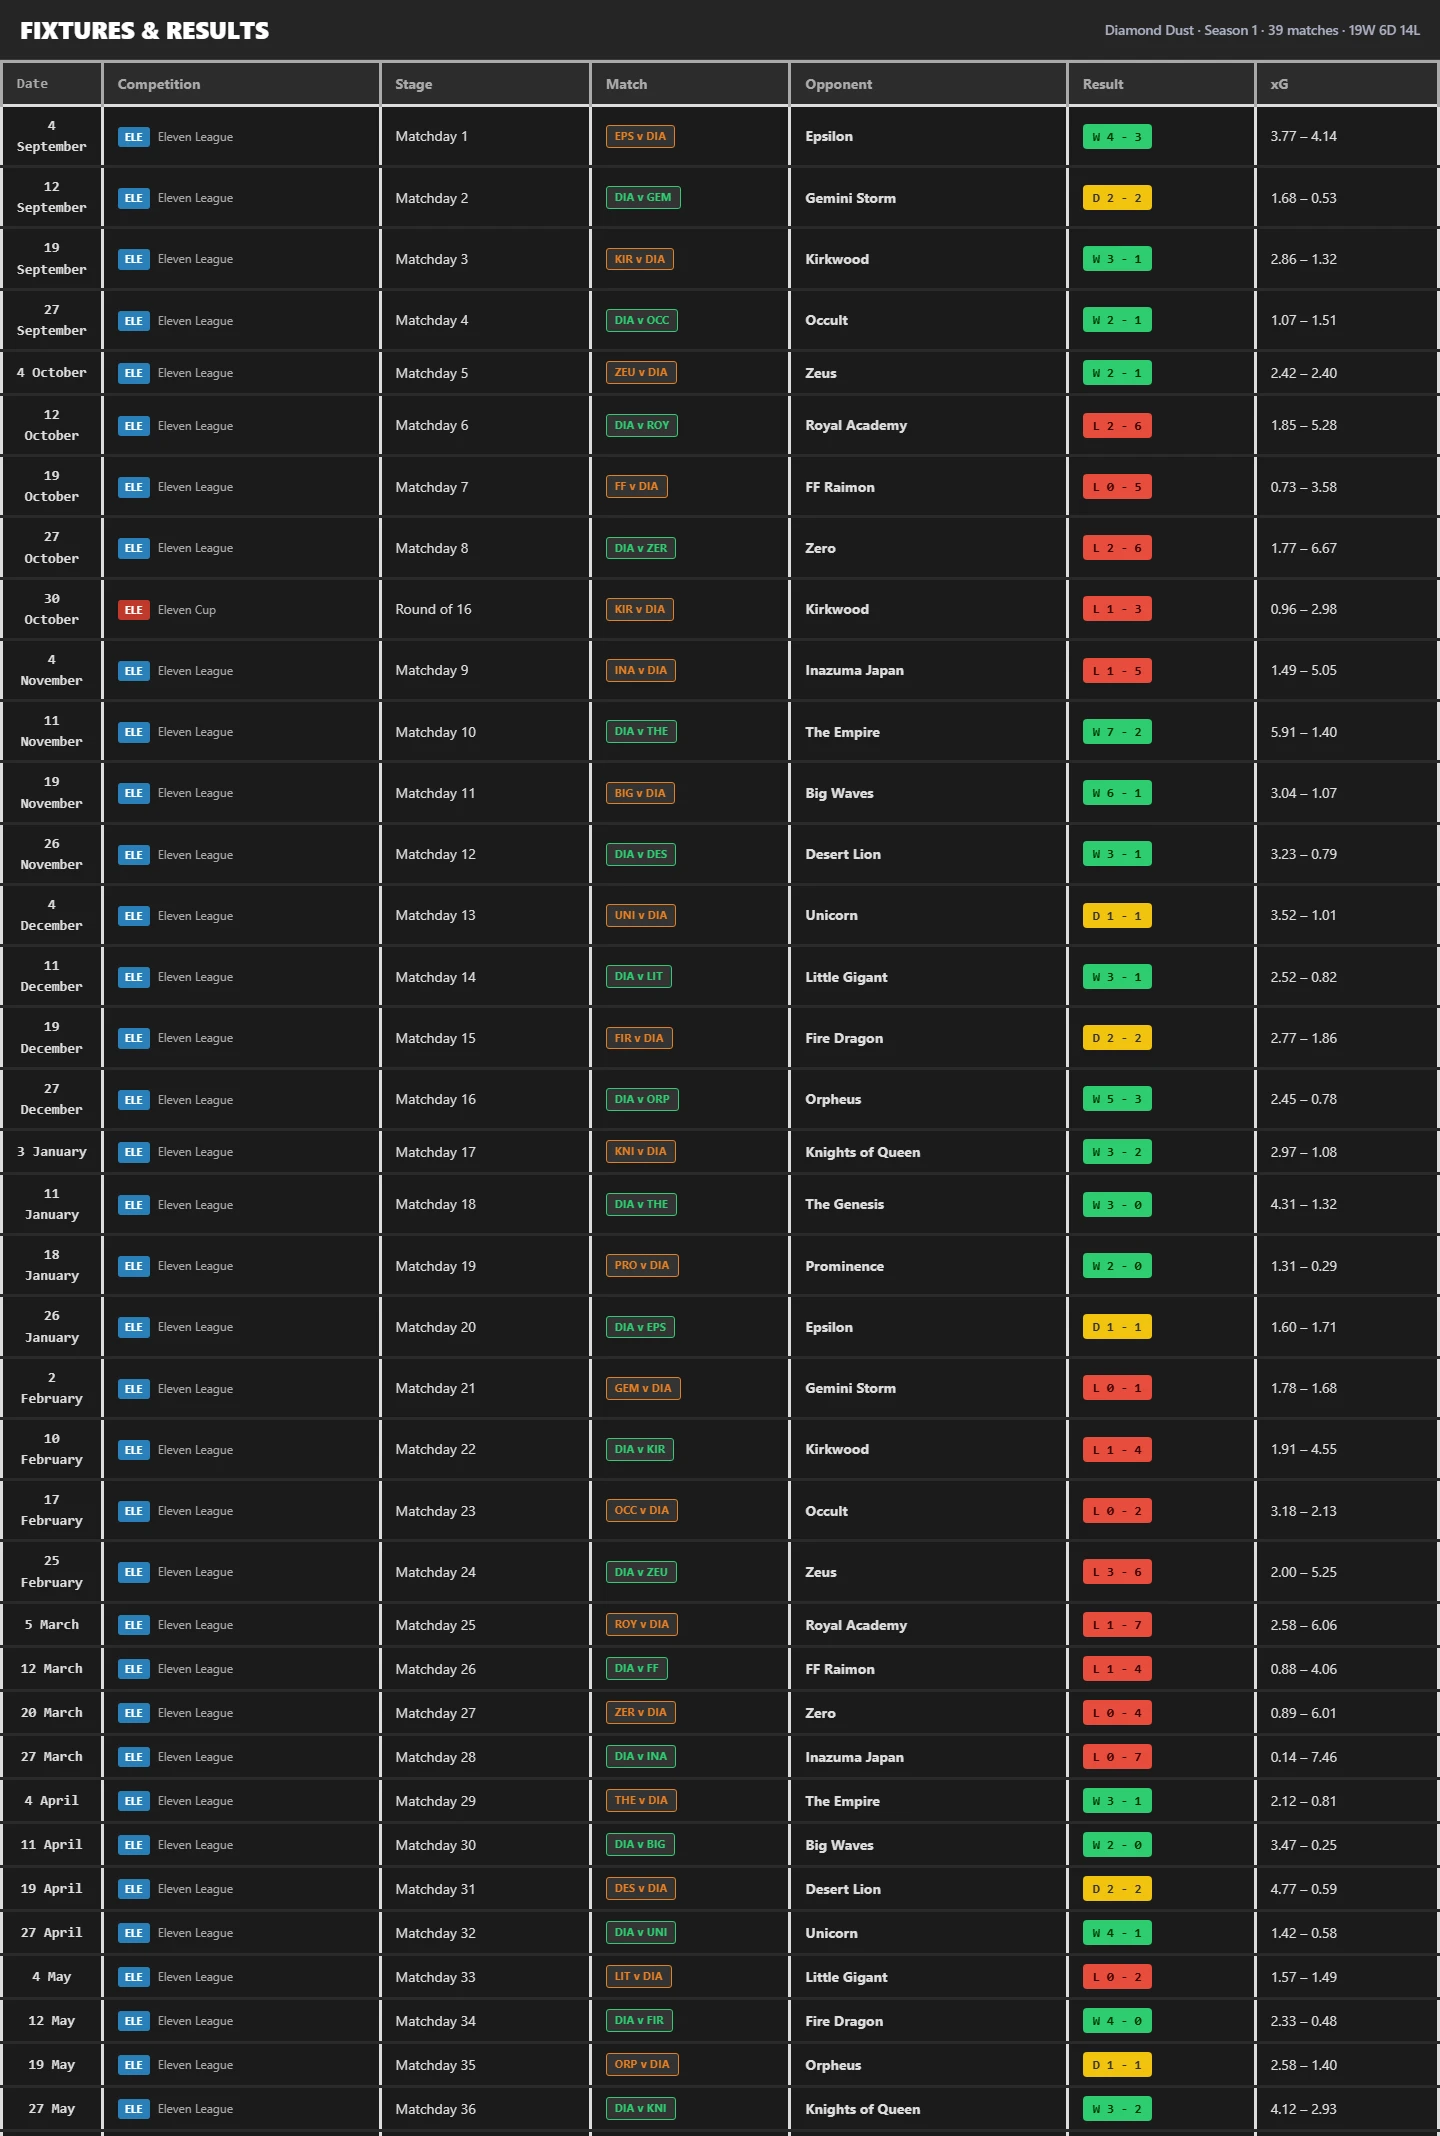 FIXTURES & RESULTS
Diamond Dust · Season 1 · 39 matches · 19W 6D 14L
Date Competition Stage Match Opponent Result xG
4 September ELE Eleven League Matchday 1 EPS v DIA Epsilon W 4 - 3 3.77 – 4.14
12 September ELE Eleven League Matchday 2 DIA v GEM Gemini Storm D 2 - 2 1.68 – 0.53
19 September ELE Eleven League Matchday 3 KIR v DIA Kirkwood W 3 - 1 2.86 – 1.32
27 September ELE Eleven League Matchday 4 DIA v OCC Occult W 2 - 1 1.07 – 1.51
4 October ELE Eleven League Matchday 5 ZEU v DIA Zeus W 2 - 1 2.42 – 2.40
12 October ELE Eleven League Matchday 6 DIA v ROY Royal Academy L 2 - 6 1.85 – 5.28
19 October ELE Eleven League Matchday 7 FF v DIA FF Raimon L 0 - 5 0.73 – 3.58
27 October ELE Eleven League Matchday 8 DIA v ZER Zero L 2 - 6 1.77 – 6.67
30 October ELE Eleven Cup Round of 16 KIR v DIA Kirkwood L 1 - 3 0.96 – 2.98
4 November ELE Eleven League Matchday 9 INA v DIA Inazuma Japan L 1 - 5 1.49 – 5.05
11 November ELE Eleven League Matchday 10 DIA v THE The Empire W 7 - 2 5.91 – 1.40
19 November ELE Eleven League Matchday 11 BIG v DIA Big Waves W 6 - 1 3.04 – 1.07
26 November ELE Eleven League Matchday 12 DIA v DES Desert Lion W 3 - 1 3.23 – 0.79
4 December ELE Eleven League Matchday 13 UNI v DIA Unicorn D 1 - 1 3.52 – 1.01
11 December ELE Eleven League Matchday 14 DIA v LIT Little Gigant W 3 - 1 2.52 – 0.82
19 December ELE Eleven League Matchday 15 FIR v DIA Fire Dragon D 2 - 2 2.77 – 1.86
27 December ELE Eleven League Matchday 16 DIA v ORP Orpheus W 5 - 3 2.45 – 0.78
3 January ELE Eleven League Matchday 17 KNI v DIA Knights of Queen W 3 - 2 2.97 – 1.08
11 January ELE Eleven League Matchday 18 DIA v THE The Genesis W 3 - 0 4.31 – 1.32
18 January ELE Eleven League Matchday 19 PRO v DIA Prominence W 2 - 0 1.31 – 0.29
26 January ELE Eleven League Matchday 20 DIA v EPS Epsilon D 1 - 1 1.60 – 1.71
2 February ELE Eleven League Matchday 21 GEM v DIA Gemini Storm L 0 - 1 1.78 – 1.68
10 February ELE Eleven League Matchday 22 DIA v KIR Kirkwood L 1 - 4 1.91 – 4.55
17 February ELE Eleven League Matchday 23 OCC v DIA Occult L 0 - 2 3.18 – 2.13
25 February ELE Eleven League Matchday 24 DIA v ZEU Zeus L 3 - 6 2.00 – 5.25
5 March ELE Eleven League Matchday 25 ROY v DIA Royal Academy L 1 - 7 2.58 – 6.06
12 March ELE Eleven League Matchday 26 DIA v FF FF Raimon L 1 - 4 0.88 – 4.06
20 March ELE Eleven League Matchday 27 ZER v DIA Zero L 0 - 4 0.89 – 6.01
27 March ELE Eleven League Matchday 28 DIA v INA Inazuma Japan L 0 - 7 0.14 – 7.46
4 April ELE Eleven League Matchday 29 THE v DIA The Empire W 3 - 1 2.12 – 0.81
11 April ELE Eleven League Matchday 30 DIA v BIG Big Waves W 2 - 0 3.47 – 0.25
19 April ELE Eleven League Matchday 31 DES v DIA Desert Lion D 2 - 2 4.77 – 0.59
27 April ELE Eleven League Matchday 32 DIA v UNI Unicorn W 4 - 1 1.42 – 0.58
4 May ELE Eleven League Matchday 33 LIT v DIA Little Gigant L 0 - 2 1.57 – 1.49
12 May ELE Eleven League Matchday 34 DIA v FIR Fire Dragon W 4 - 0 2.33 – 0.48
19 May ELE Eleven League Matchday 35 ORP v DIA Orpheus D 1 - 1 2.58 – 1.40
27 May ELE Eleven League Matchday 36 DIA v KNI Knights of Queen W 3 - 2 4.12 – 2.93